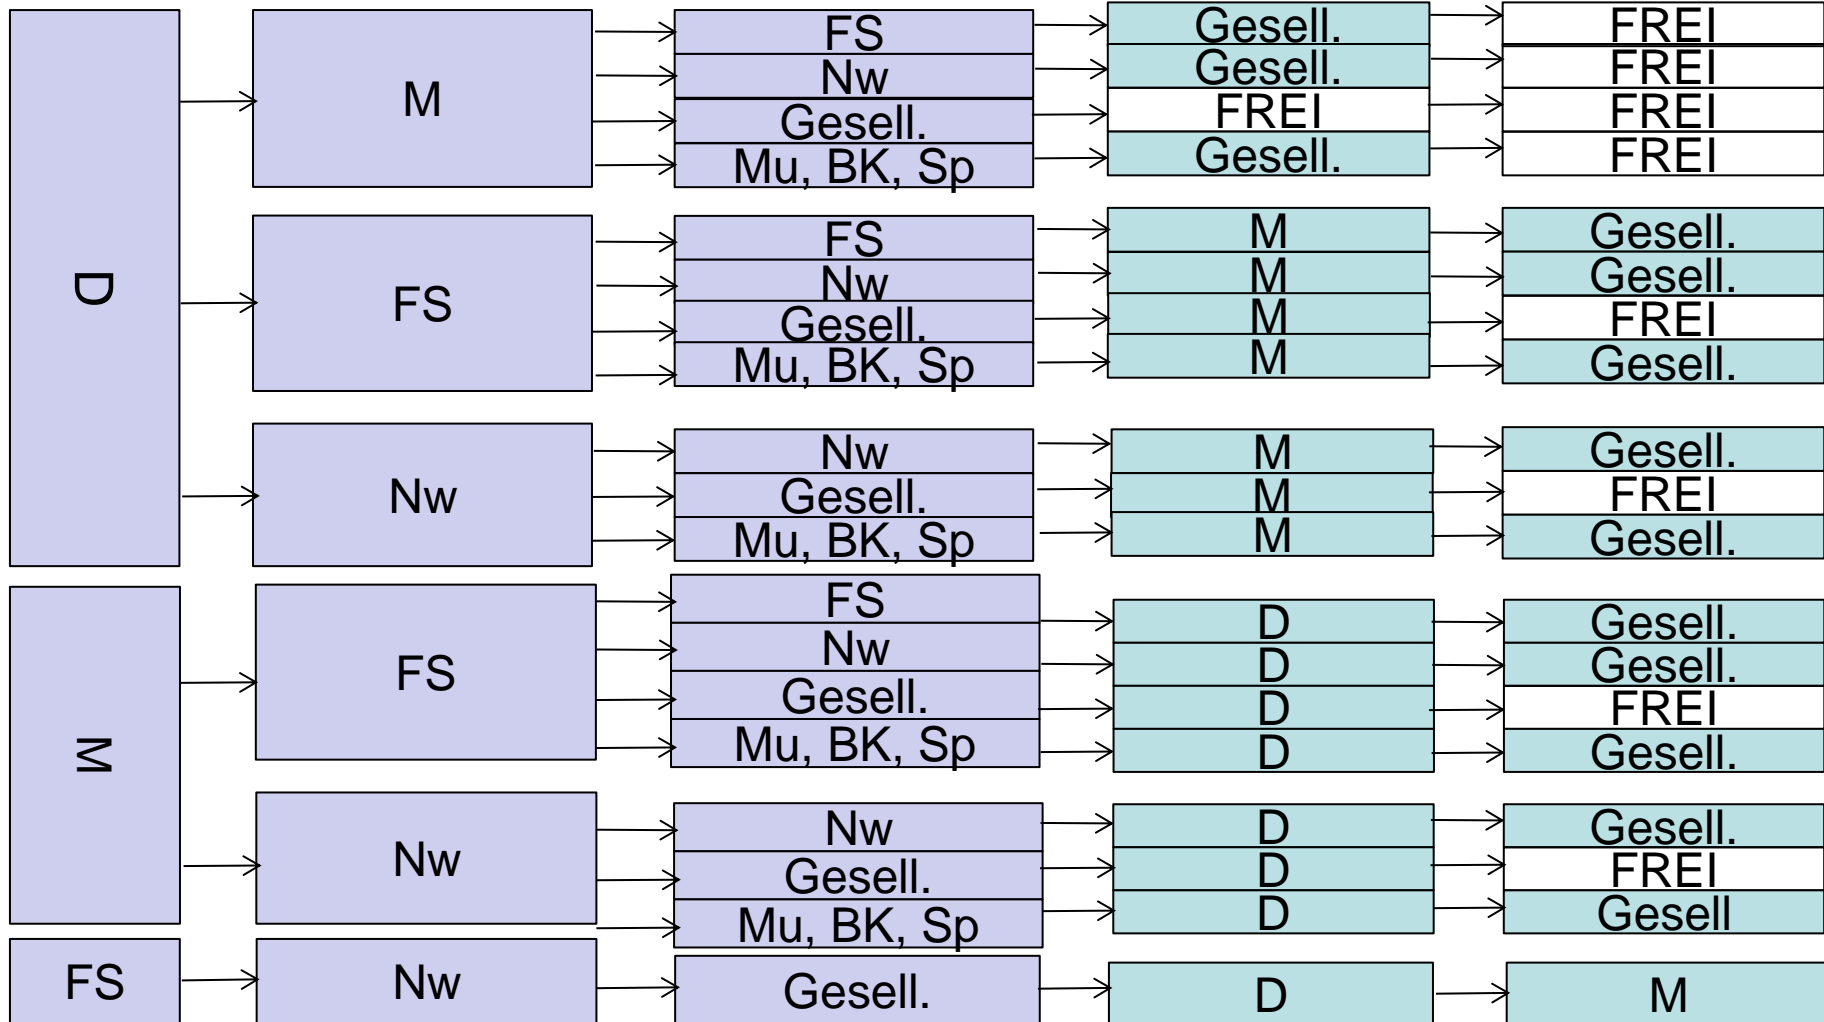 D
M
FS
Gesell.
FREI
Nw
Gesell.
FREI
Gesell.
FREI
FREI
Mu, BK, Sp
Gesell.
FREI
FS
FS
M
Gesell.
Nw
M
Gesell.
Gesell.
M
FREI
Mu, BK, Sp
M
Gesell.
Nw
Nw
M
Gesell.
Gesell.
M
FREI
Mu, BK, Sp
M
Gesell.
M
FS
FS
D
Gesell.
Nw
D
Gesell.
Gesell.
D
FREI
Mu, BK, Sp
D
Gesell.
Nw
Nw
D
Gesell.
Gesell.
D
FREI
Mu, BK, Sp
D
Gesell
FS
Nw
Gesell.
D
M